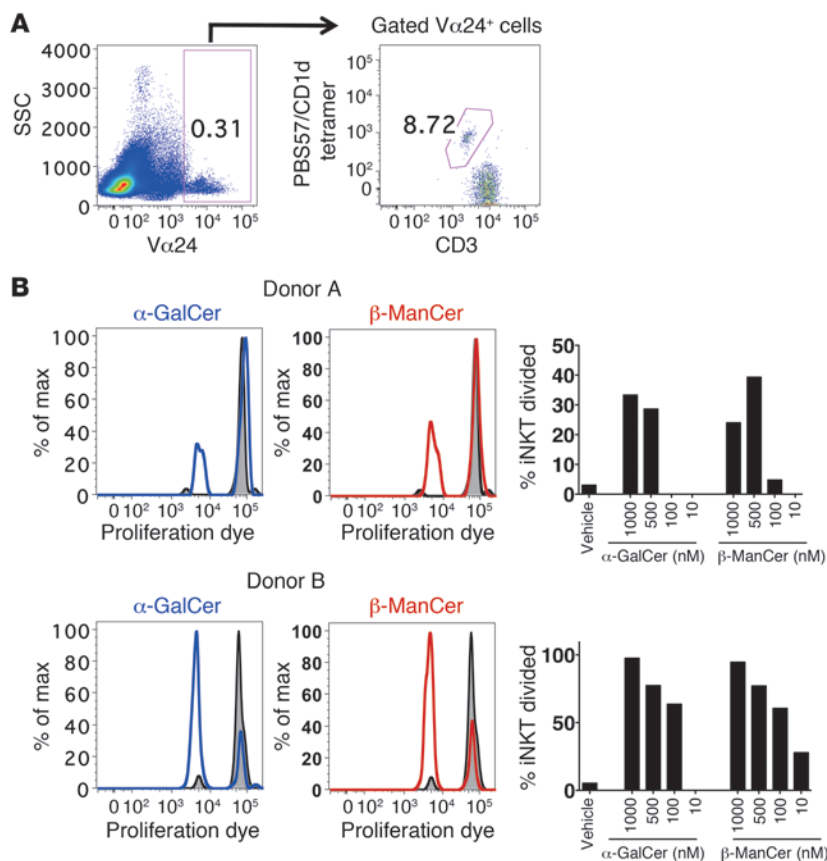 A
Gated Vα24⁺ cells
SSC
4000
3000
2000
1000
0
0.31
0 10² 10³ 10⁴ 10⁵
Vα24
PBS57/CD1d
tetramer
10⁵
10⁴
10³
10²
0
8.72
0 10² 10³ 10⁴ 10⁵
CD3
B
Donor A
α-GalCer
β-ManCer
% of max
100
80
60
40
20
0
0 10² 10³ 10⁴ 10⁵
Proliferation dye
% of max
100
80
60
40
20
0
0 10² 10³ 10⁴ 10⁵
Proliferation dye
% iNKT divided
50
40
30
20
10
0
Vehicle
1000
500
100
10
1000
500
100
10
α-GalCer (nM)
β-ManCer (nM)
Donor B
α-GalCer
β-ManCer
% of max
100
80
60
40
20
0
0 10² 10³ 10⁴ 10⁵
Proliferation dye
% of max
100
80
60
40
20
0
0 10² 10³ 10⁴ 10⁵
Proliferation dye
% iNKT divided
100
50
0
Vehicle
1000
500
100
10
1000
500
100
10
α-GalCer (nM)
β-ManCer (nM)